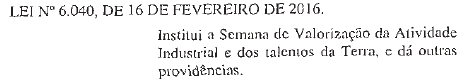 LEI Nº 6.040, DE 16 DE FEVEREIRO DE 2016.
Institui a Semana de Valorização da Atividade
Industrial e dos talentos da Terra, e dá outras
providências.